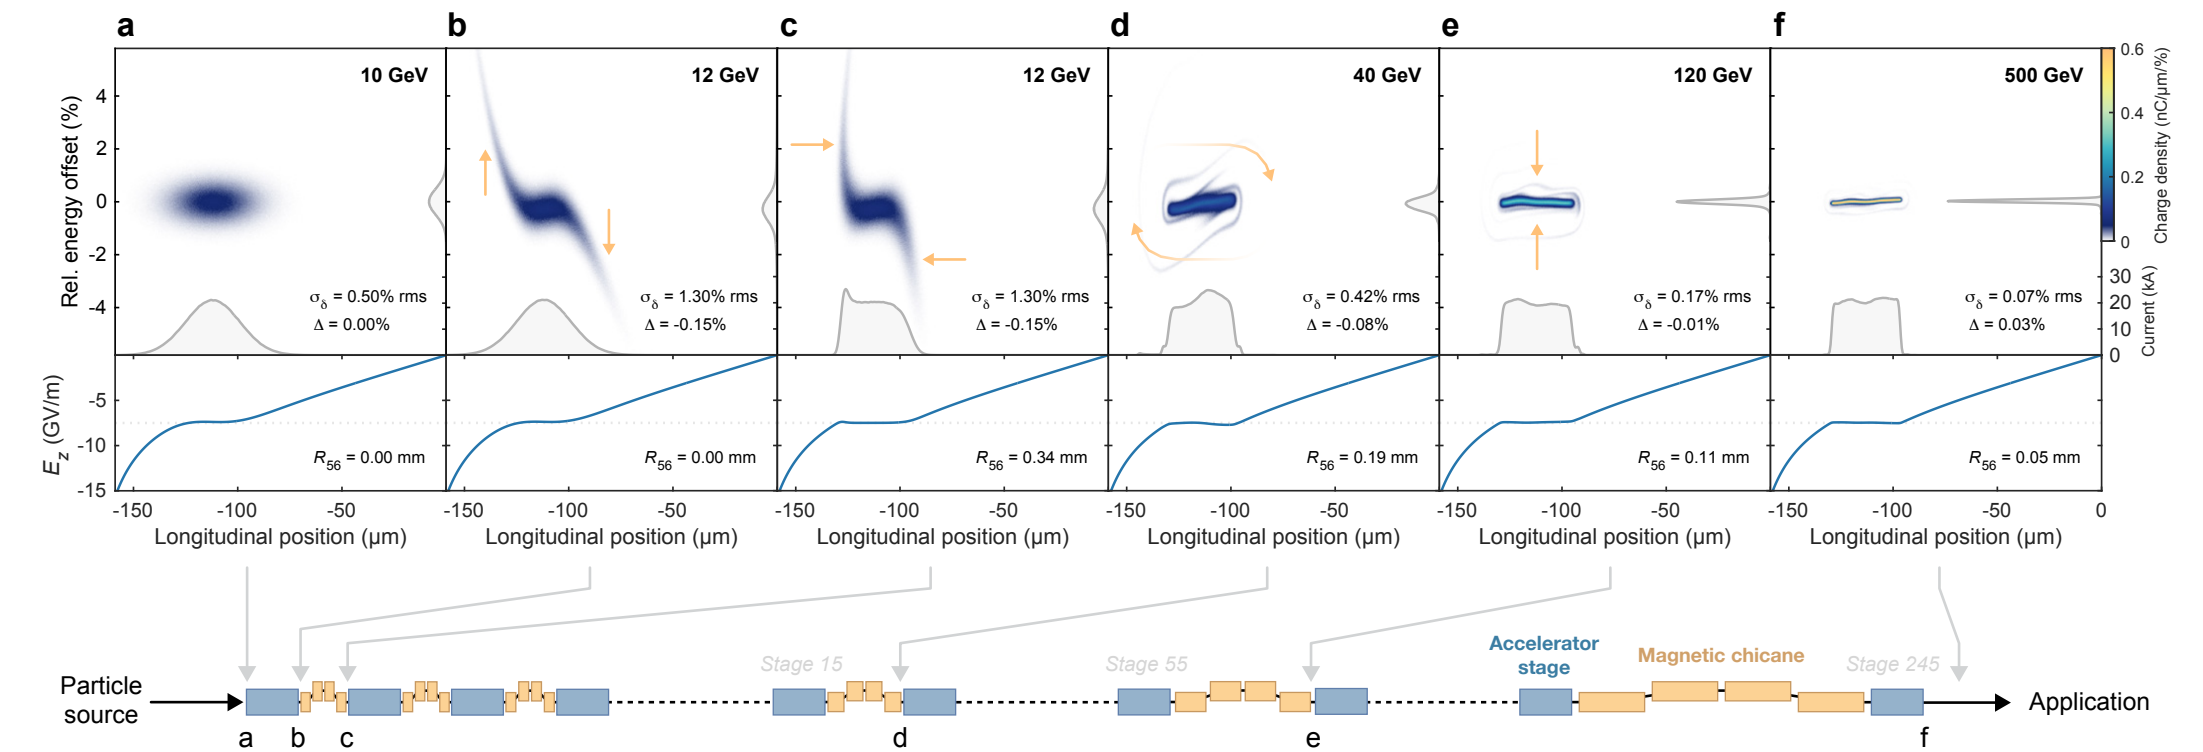 a b c d e f
10 GeV
12 GeV
12 GeV
40 GeV
120 GeV
500 GeV
Rel. energy offset (%)
4
2
0
-2
-4
σδ = 0.50% rms
Δ = 0.00%
σδ = 1.30% rms
Δ = -0.15%
σδ = 1.30% rms
Δ = -0.15%
σδ = 0.42% rms
Δ = -0.08%
σδ = 0.17% rms
Δ = -0.01%
σδ = 0.07% rms
Δ = 0.03%
0.6
0.4
0.2
0
Charge density (nC/μm/%)
30
20
10
0
Current (kA)
Ez (GV/m)
-5
-10
-15
R56 = 0.00 mm
R56 = 0.00 mm
R56 = 0.34 mm
R56 = 0.19 mm
R56 = 0.11 mm
R56 = 0.05 mm
-150 -100 -50
-150 -100 -50
-150 -100 -50
-150 -100 -50
-150 -100 -50
-150 -100 -50 0
Longitudinal position (μm)
Longitudinal position (μm)
Longitudinal position (μm)
Longitudinal position (μm)
Longitudinal position (μm)
Longitudinal position (μm)
Particle
source
Stage 15
Stage 55
Accelerator
stage
Magnetic chicane
Stage 245
Application
a b c d e f